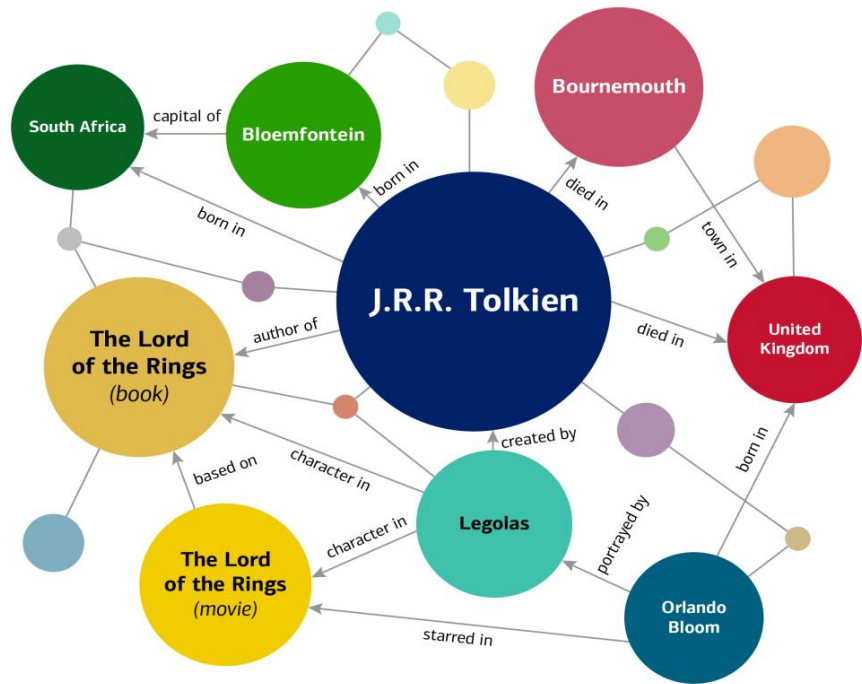 Bournemouth
South Africa
capital of
Bloemfontein
born in
died in
born in
town in
J.R.R. Tolkien
author of
died in
United
Kingdom
The Lord
of the Rings
(book)
created by
character in
based on
born in
Legolas
portrayed by
character in
The Lord
of the Rings
(movie)
starred in
Orlando
Bloom